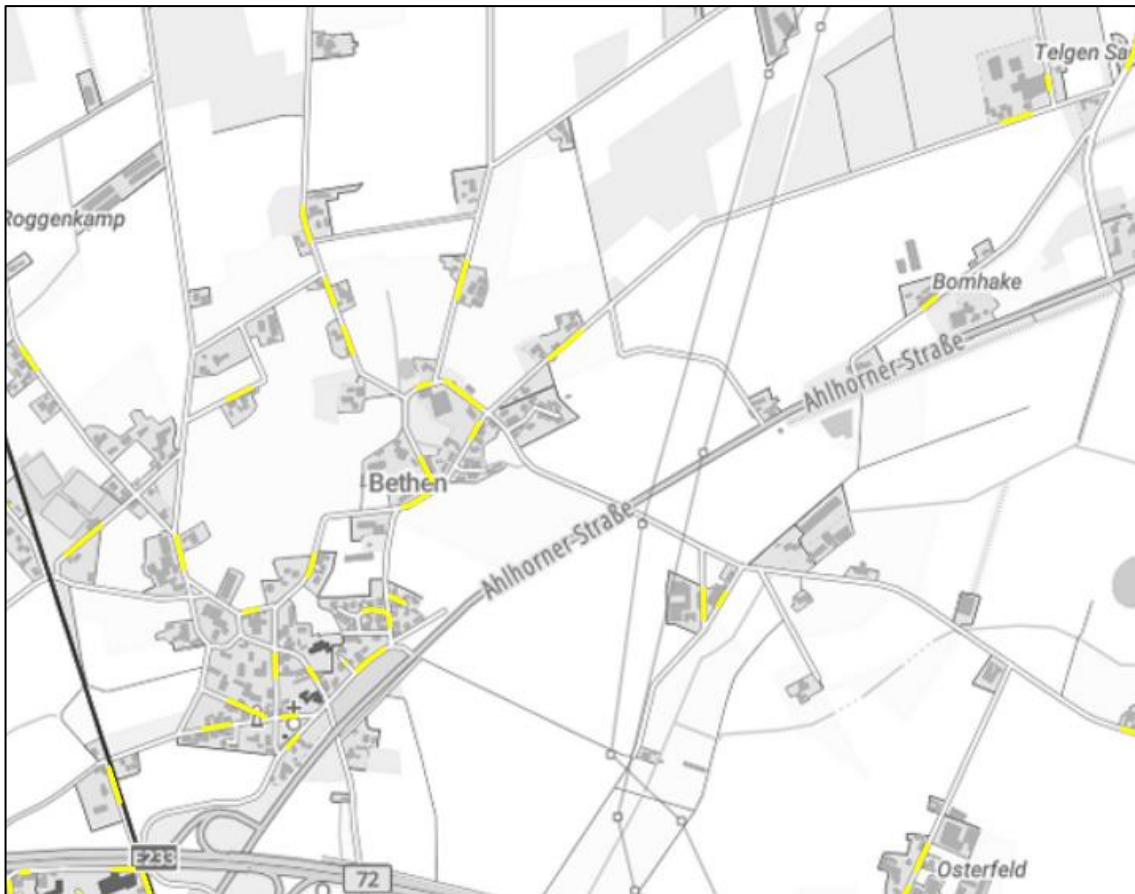 Telgen Sa
Roggenkamp
Bomhake
Ahlhorner-Straße
Bethen
Ahlhorner-Straße
E233
72
Osterfeld